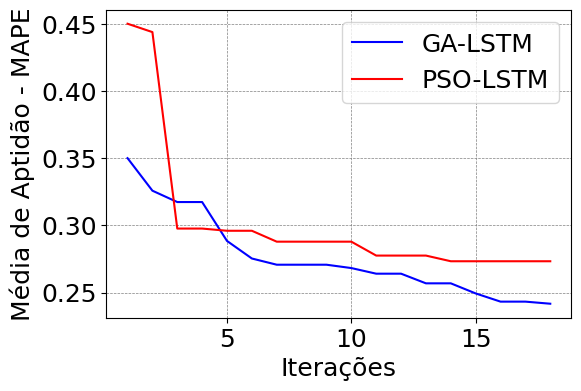 Média de Aptidão - MAPE
0.45
0.40
0.35
0.30
0.25
GA-LSTM
PSO-LSTM
5
10
15
Iterações